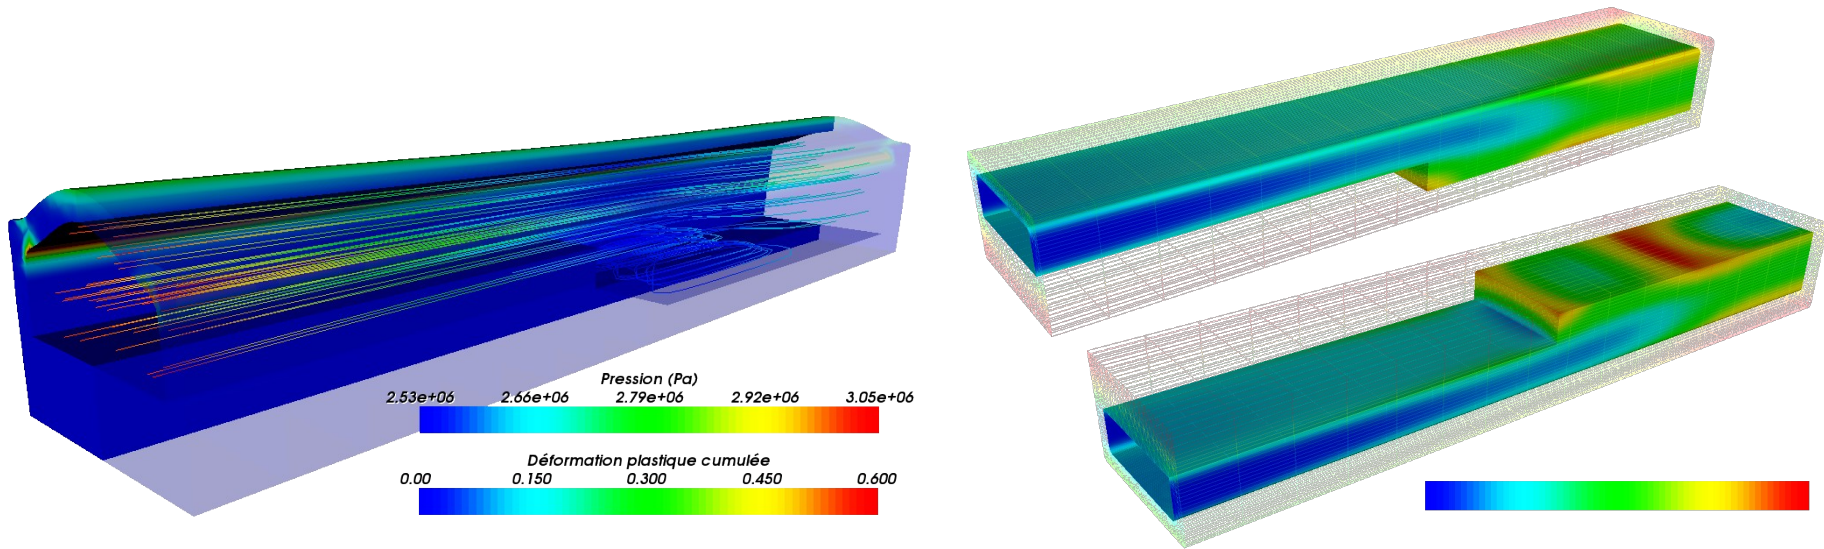 Pression (Pa)
2.53e+06 2.66e+06 2.79e+06 2.92e+06 3.05e+06
Déformation plastique cumulée
0.00 0.150 0.300 0.450 0.600